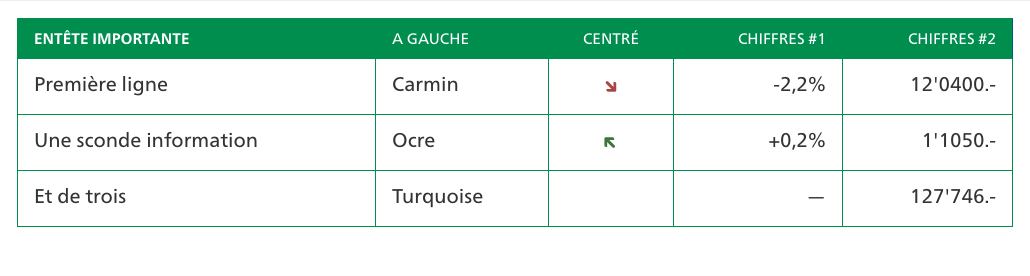 ENTÊTE IMPORTANTE A GAUCHE CENTRÉ CHIFFRES #1 CHIFFRES #2
Première ligne Carmin ↘ -2,2% 12'0400.-
Une sconde information Ocre ↖ +0,2% 1'1050.-
Et de trois Turquoise — 127'746.-